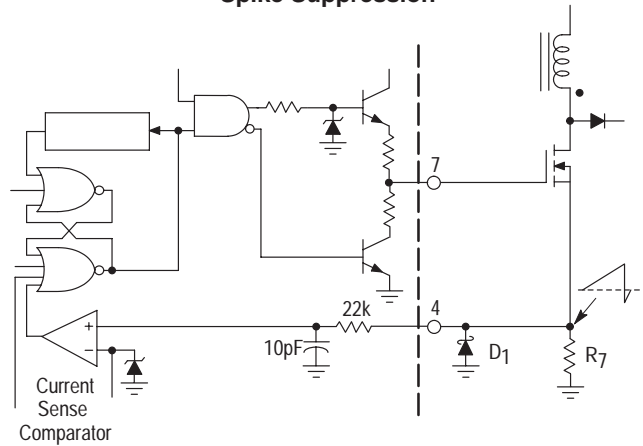 Spike Suppression
7
22k
4
+
–
10pF
D1
R7
Current
Sense
Comparator